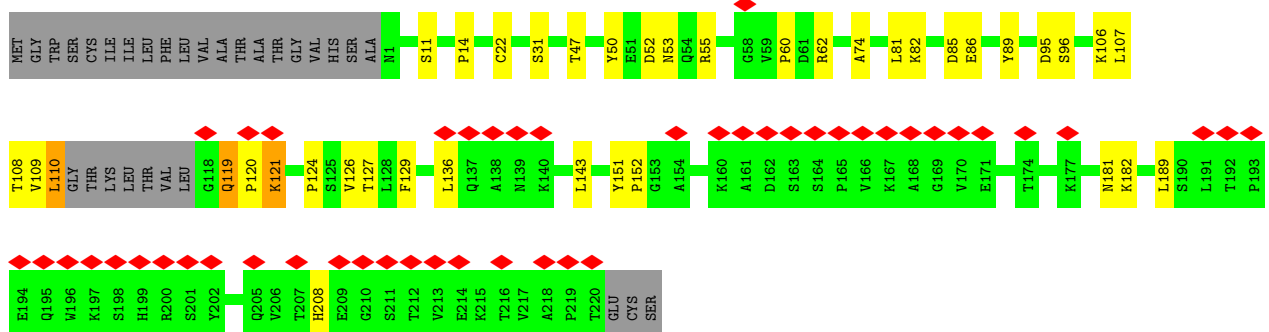 MET GLY TRP SER CYS ILE ILE LEU PHE LEU VAL ALA THR ALA THR GLY VAL HIS SER ALA N1 S11 P14 C22 S31 T47 Y50 E51 D52 N53 Q54 R55 G58 V59 P60 D61 R62 A74 L81 K82 D85 E86 Y89 D95 S96 K106 L107
T108 V109 L110 GLY THR LYS LEU THR VAL LEU G118 Q119 P120 K121 P124 S125 V126 T127 L128 F129 L136 Q137 A138 N139 K140 L143 Y151 P152 G153 A154 K160 A161 D162 S163 S164 P165 V166 K167 A168 G169 V170 E171 T174 K177 N181 K182 L189 S190 L191 T192 P193
E194 Q195 W196 K197 S198 H199 R200 S201 Y202 Q205 V206 T207 H208 E209 G210 S211 T212 V213 E214 K215 T216 V217 A218 P219 T220 GLU CYS SER